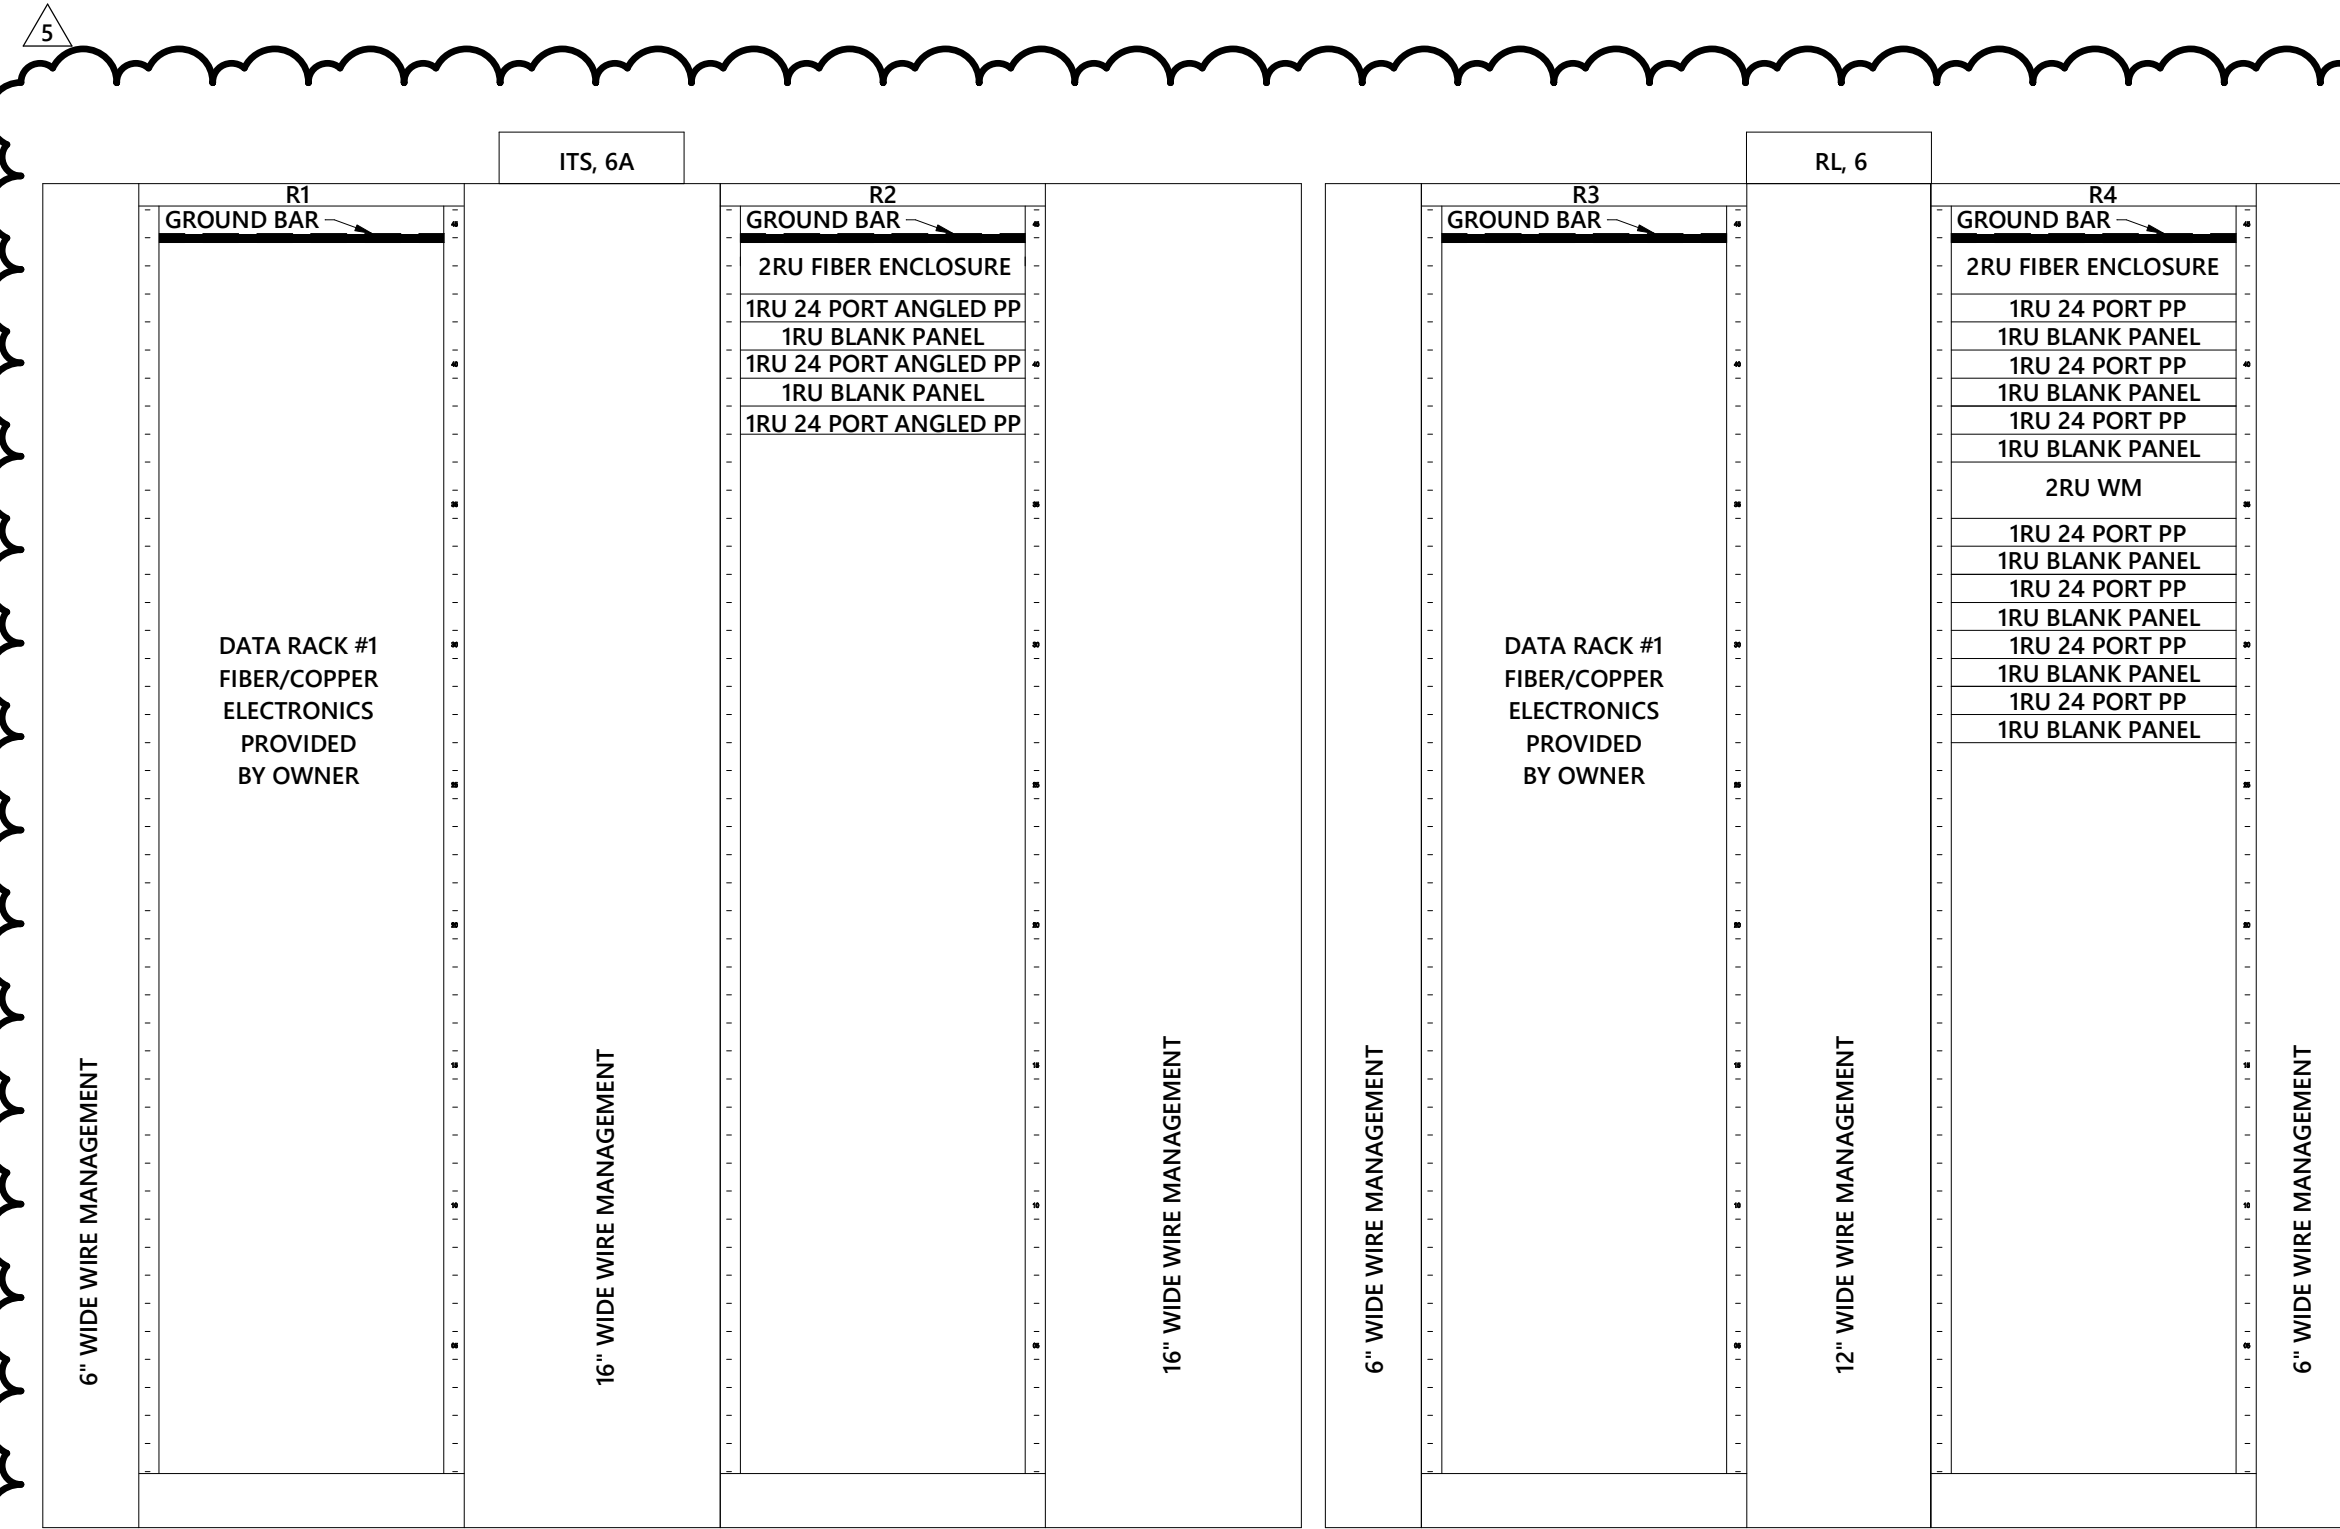 5
ITS, 6A
RL, 6
R1
GROUND BAR
DATA RACK #1
FIBER/COPPER
ELECTRONICS
PROVIDED
BY OWNER
6" WIDE WIRE MANAGEMENT
16" WIDE WIRE MANAGEMENT
R2
GROUND BAR
2RU FIBER ENCLOSURE
1RU 24 PORT ANGLED PP
1RU BLANK PANEL
1RU 24 PORT ANGLED PP
1RU BLANK PANEL
1RU 24 PORT ANGLED PP
16" WIDE WIRE MANAGEMENT
R3
GROUND BAR
DATA RACK #1
FIBER/COPPER
ELECTRONICS
PROVIDED
BY OWNER
6" WIDE WIRE MANAGEMENT
12" WIDE WIRE MANAGEMENT
R4
GROUND BAR
2RU FIBER ENCLOSURE
1RU 24 PORT PP
1RU BLANK PANEL
1RU 24 PORT PP
1RU BLANK PANEL
1RU 24 PORT PP
1RU BLANK PANEL
2RU WM
1RU 24 PORT PP
1RU BLANK PANEL
1RU 24 PORT PP
1RU BLANK PANEL
1RU 24 PORT PP
1RU BLANK PANEL
1RU 24 PORT PP
1RU BLANK PANEL
6" WIDE WIRE MANAGEMENT